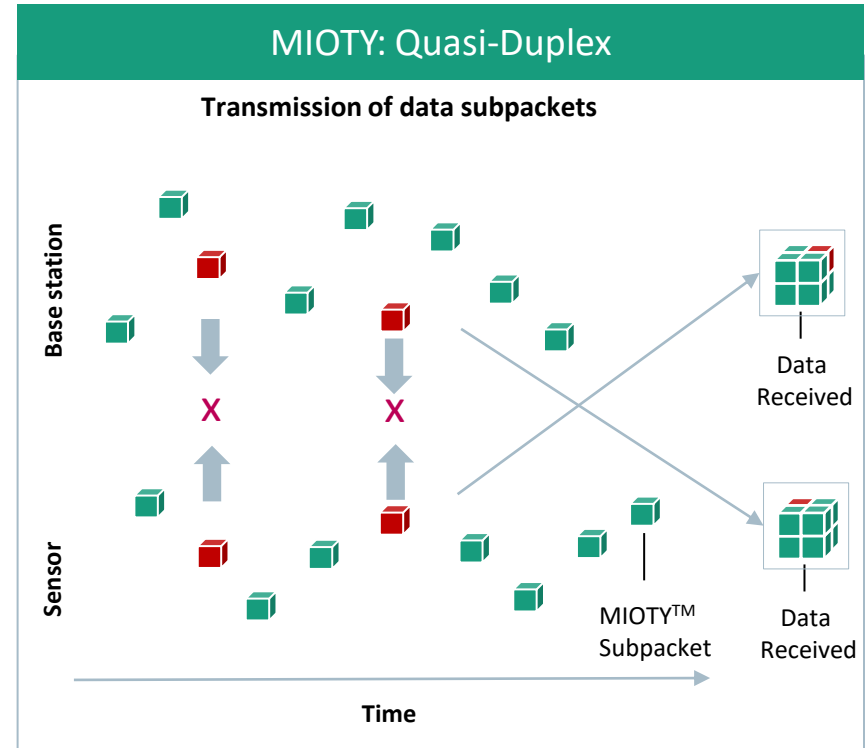 MIOTY: Quasi-Duplex
Transmission of data subpackets
Base station
X
X
Data
Received
Sensor
MIOTY™
Subpacket
Data
Received
Time